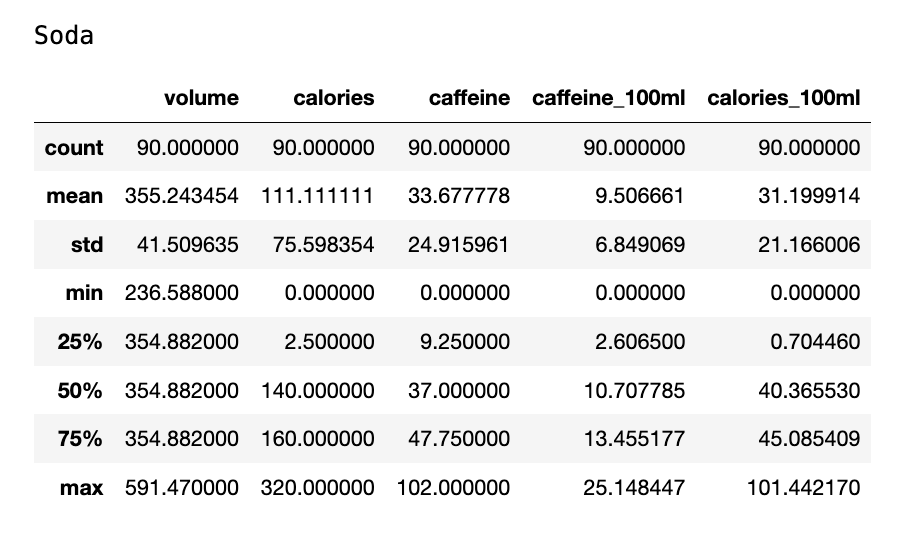 Soda
volume calories caffeine caffeine_100ml calories_100ml
count 90.000000 90.000000 90.000000 90.000000 90.000000
mean 355.243454 111.111111 33.677778 9.506661 31.199914
std 41.509635 75.598354 24.915961 6.849069 21.166006
min 236.588000 0.000000 0.000000 0.000000 0.000000
25% 354.882000 2.500000 9.250000 2.606500 0.704460
50% 354.882000 140.000000 37.000000 10.707785 40.365530
75% 354.882000 160.000000 47.750000 13.455177 45.085409
max 591.470000 320.000000 102.000000 25.148447 101.442170